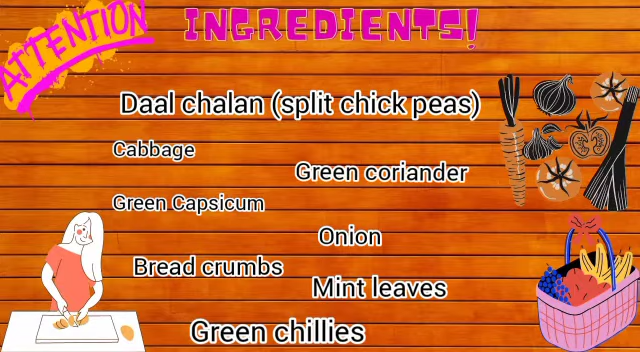 ATTENTION
INGREDIENTS!
Daal chalan (split chick peas)
Cabbage
Green coriander
Green Capsicum
Onion
Bread crumbs
Mint leaves
Green chillies